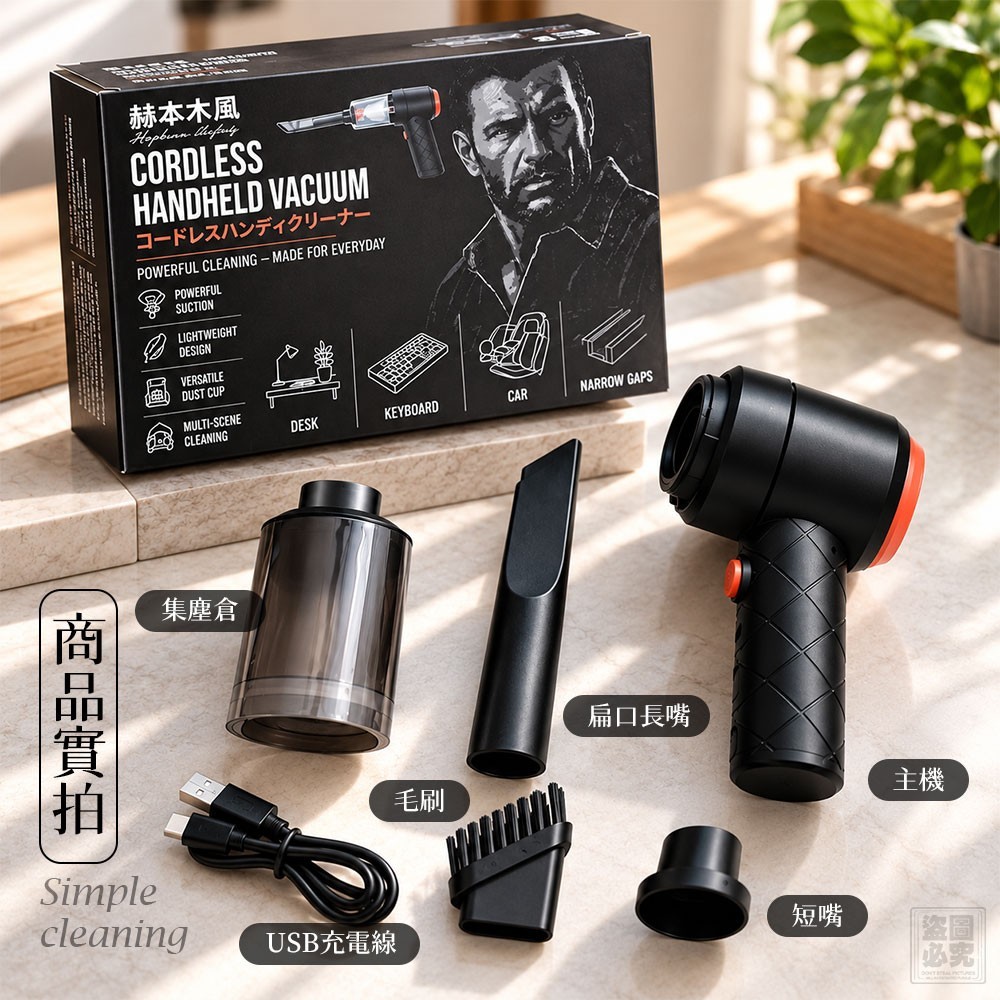 赫本木風
CORDLESS
HANDHELD VACUUM
コードレスハンディクリーナー
POWERFUL CLEANING – MADE FOR EVERYDAY
POWERFUL
SUCTION
LIGHTWEIGHT
DESIGN
VERSATILE
DUST CUP
MULTI-SCENE
CLEANING
DESK
KEYBOARD
CAR
NARROW GAPS
集塵倉
扁口長嘴
主機
毛刷
USB充電線
短嘴
商品實拍
Simple
cleaning
盜圖
必究